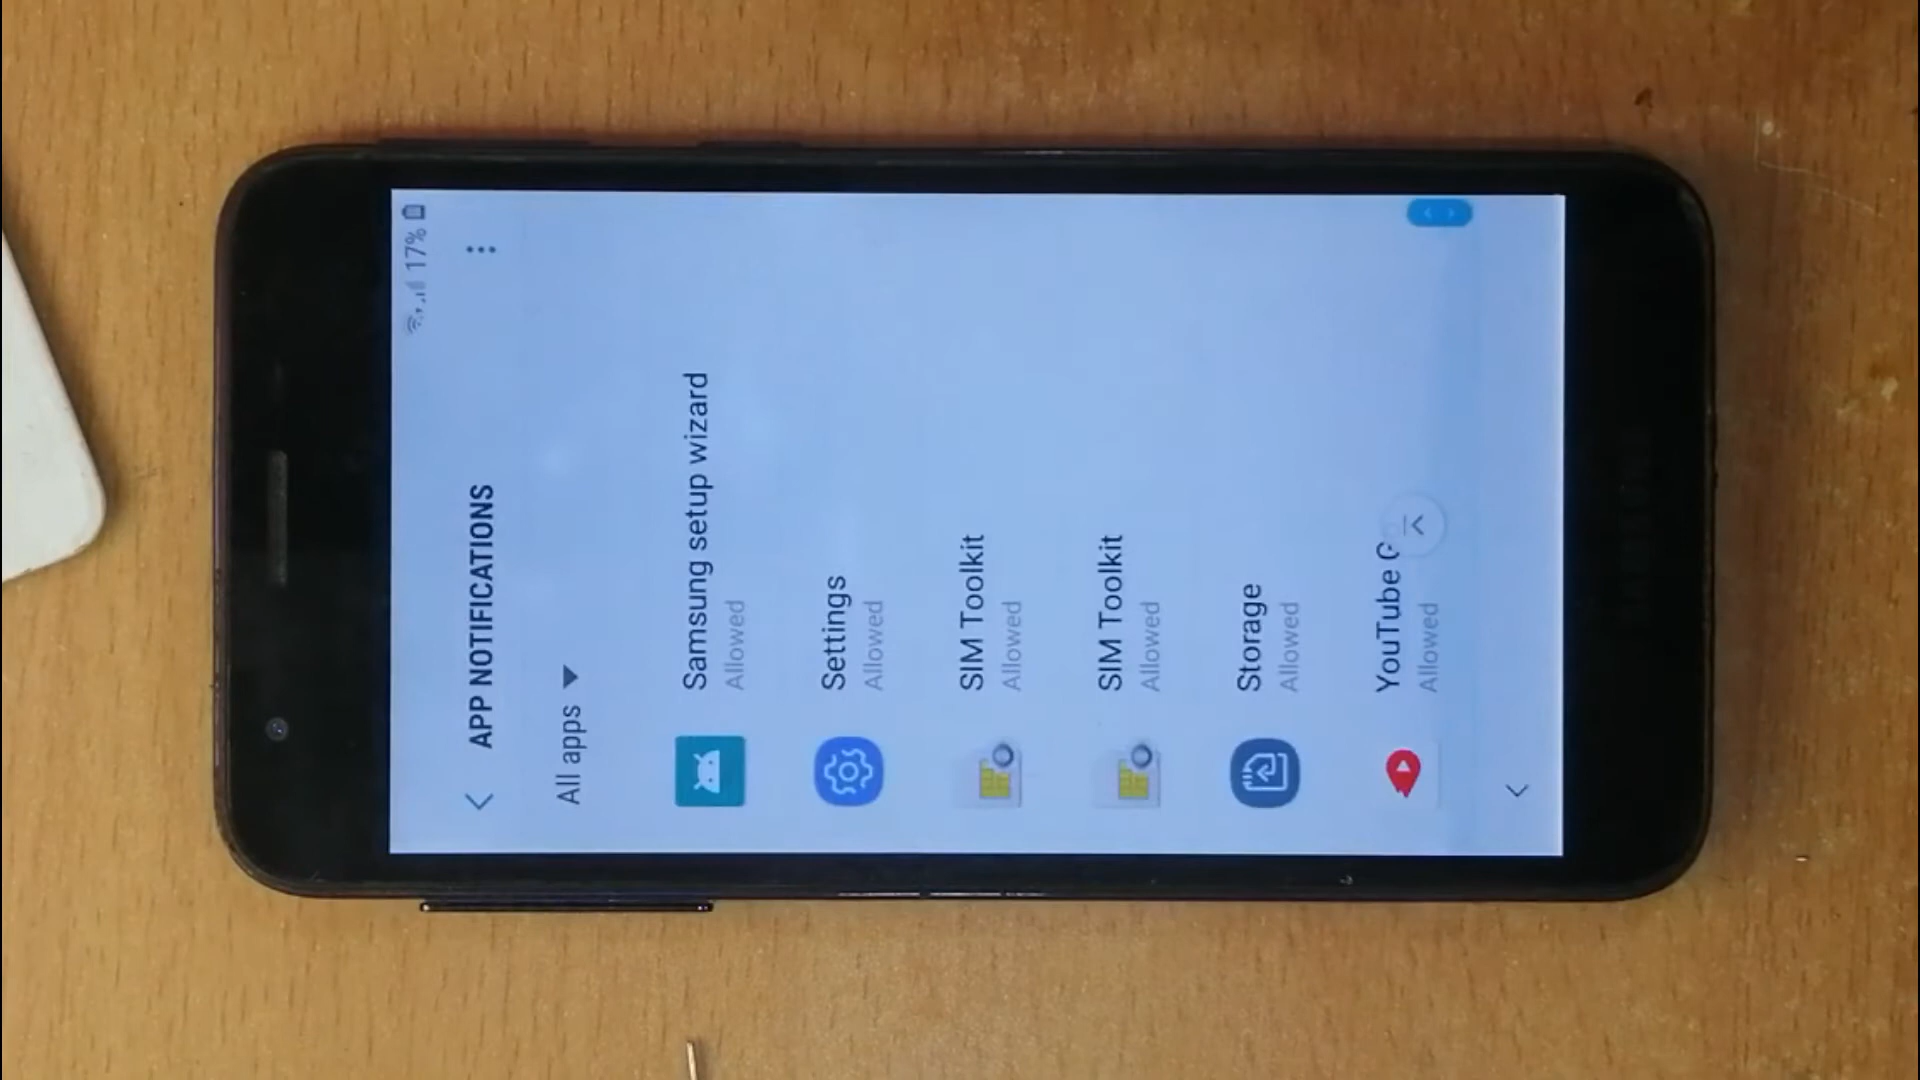 17%
APP NOTIFICATIONS
All apps
Samsung setup wizard
Allowed
Settings
Allowed
SIM Toolkit
Allowed
SIM Toolkit
Allowed
Storage
Allowed
YouTube
Allowed